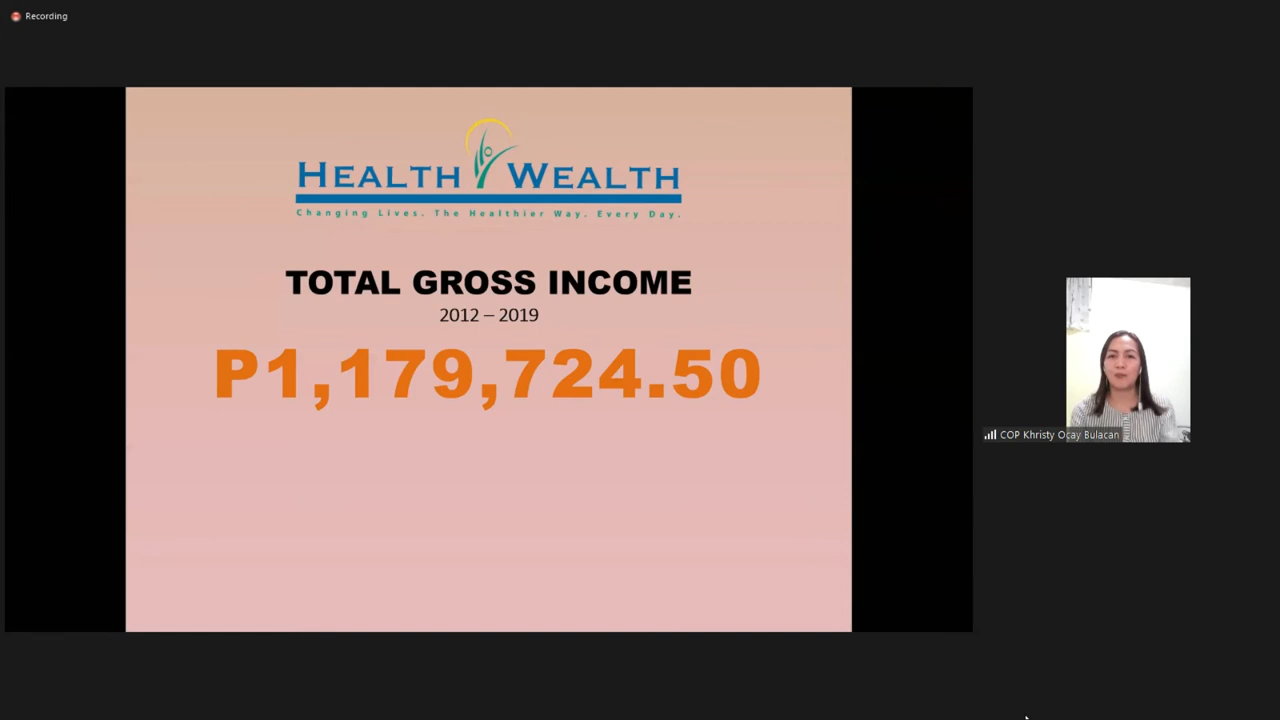 Recording
HEALTH WEALTH
Changing Lives. The Healthier Way. Every Day.
TOTAL GROSS INCOME
2012 – 2019
P1,179,724.50
COP Khristy Ocay Bulacan